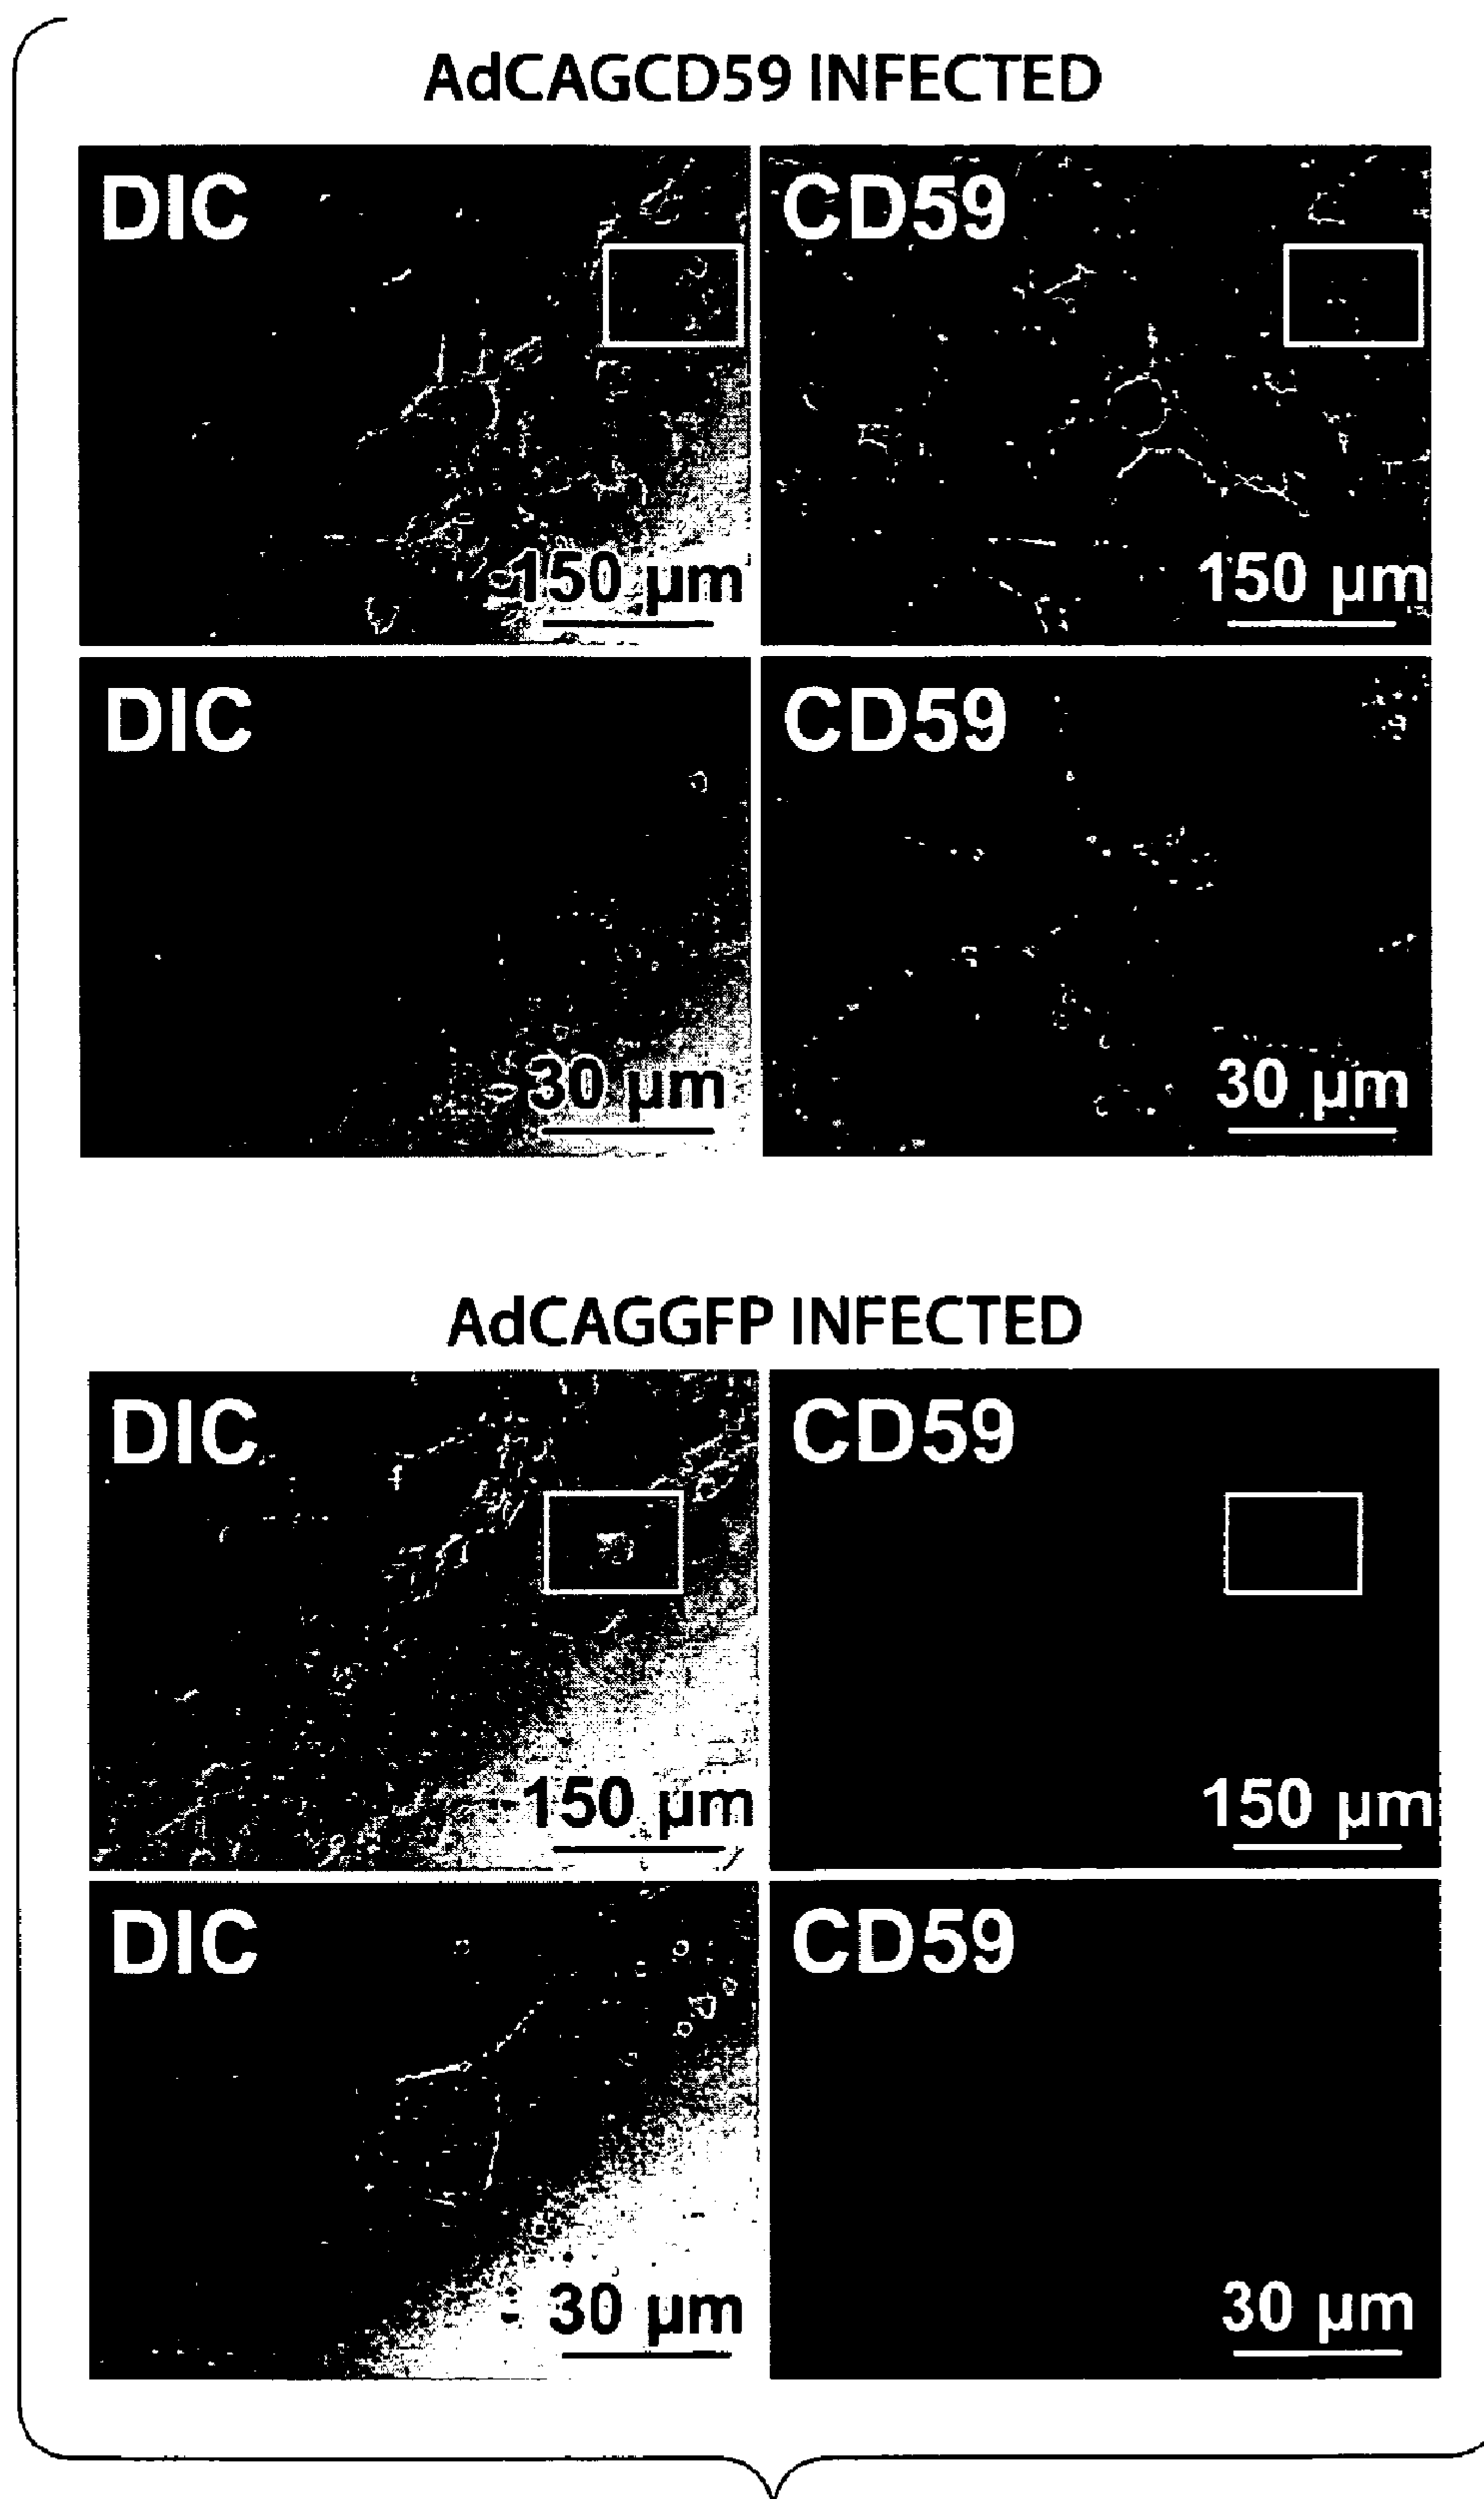 AdCAGCD59 INFECTED
DIC
CD59
150 µm
150 µm
DIC
CD59
30 µm
30 µm
AdCAGGFP INFECTED
DIC
CD59
150 µm
150 µm
DIC
CD59
30 µm
30 µm